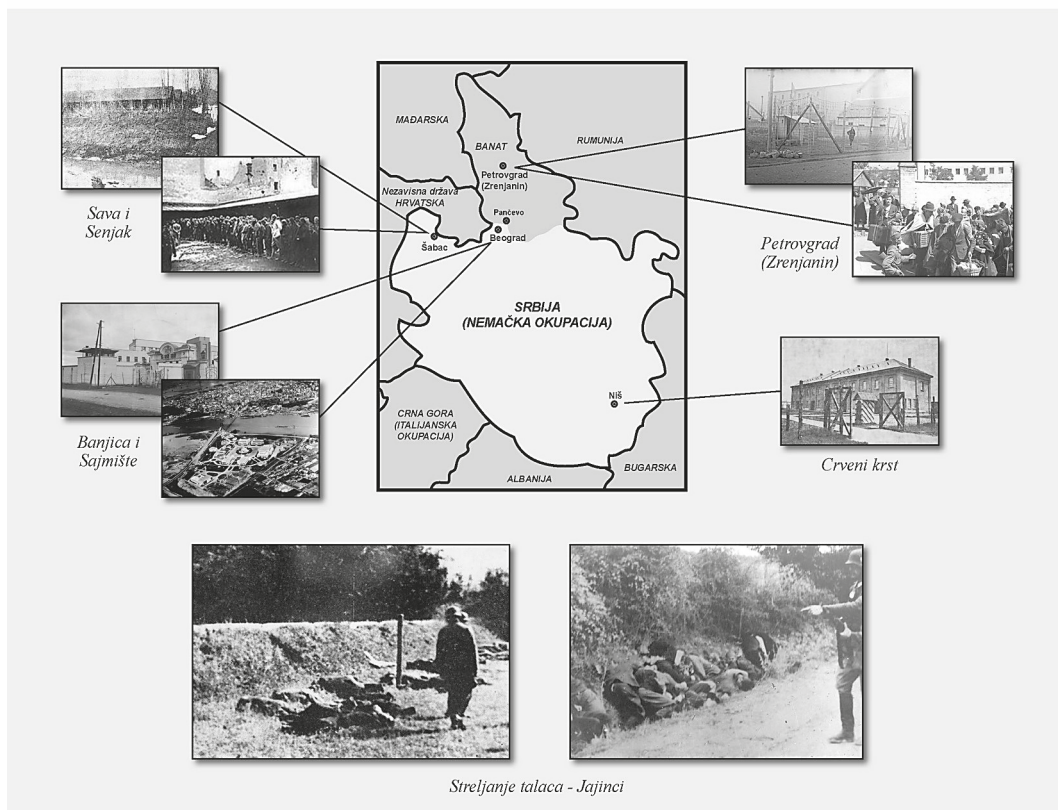 MAĐARSKA
BANAT
RUMUNIJA
Petrovgrad
(Zrenjanin)
Nezavisna država
HRVATSKA
Pančevo
Beograd
Šabac
Sava i
Senjak
Petrovgrad
(Zrenjanin)
SRBIJA
(NEMAČKA OKUPACIJA)
Niš
CRNA GORA
(ITALIJANSKA
OKUPACIJA)
BUGARSKA
ALBANIJA
Banjica i
Sajmište
Crveni krst
Streljanje talaca - Jajinci